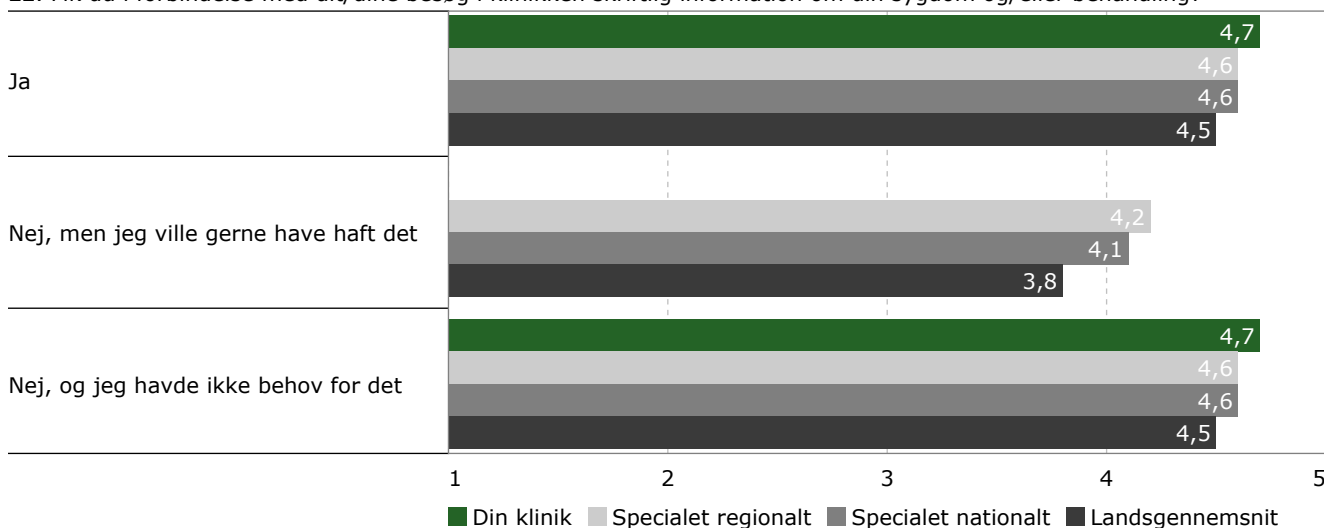 Ja
4,7
4,6
4,6
4,5
Nej, men jeg ville gerne have haft det
4,2
4,1
3,8
Nej, og jeg havde ikke behov for det
4,7
4,6
4,6
4,5
1 2 3 4 5
Din klinik Specialet regionalt Specialet nationalt Landsgennemsnit